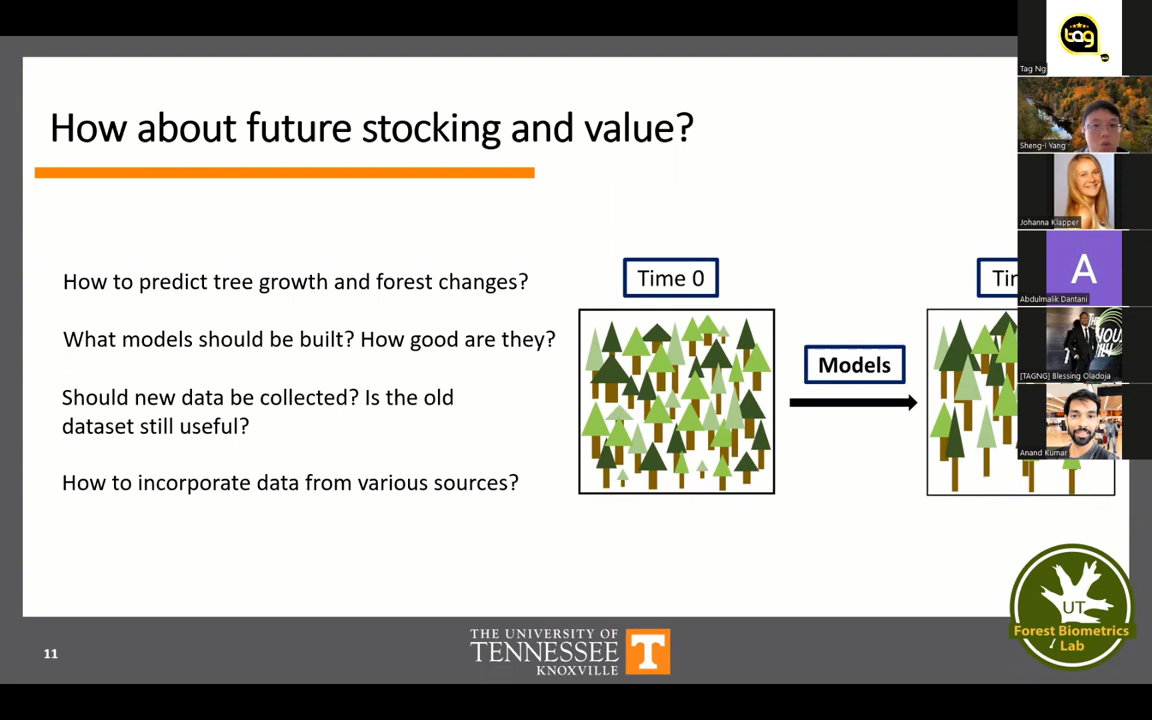 How about future stocking and value?
How to predict tree growth and forest changes?
What models should be built? How good are they?
Should new data be collected? Is the old
dataset still useful?
How to incorporate data from various sources?
Time 0
Models
11
THE UNIVERSITY OF
TENNESSEE
KNOXVILLE
T
UT
Forest Biometrics
Lab
tag
Tag Ng
Sheng-I Yang
Johanna Klapper
A
Abdulmalik Dantani
[TAGNG] Blessing Oladoja
Anand Kumar